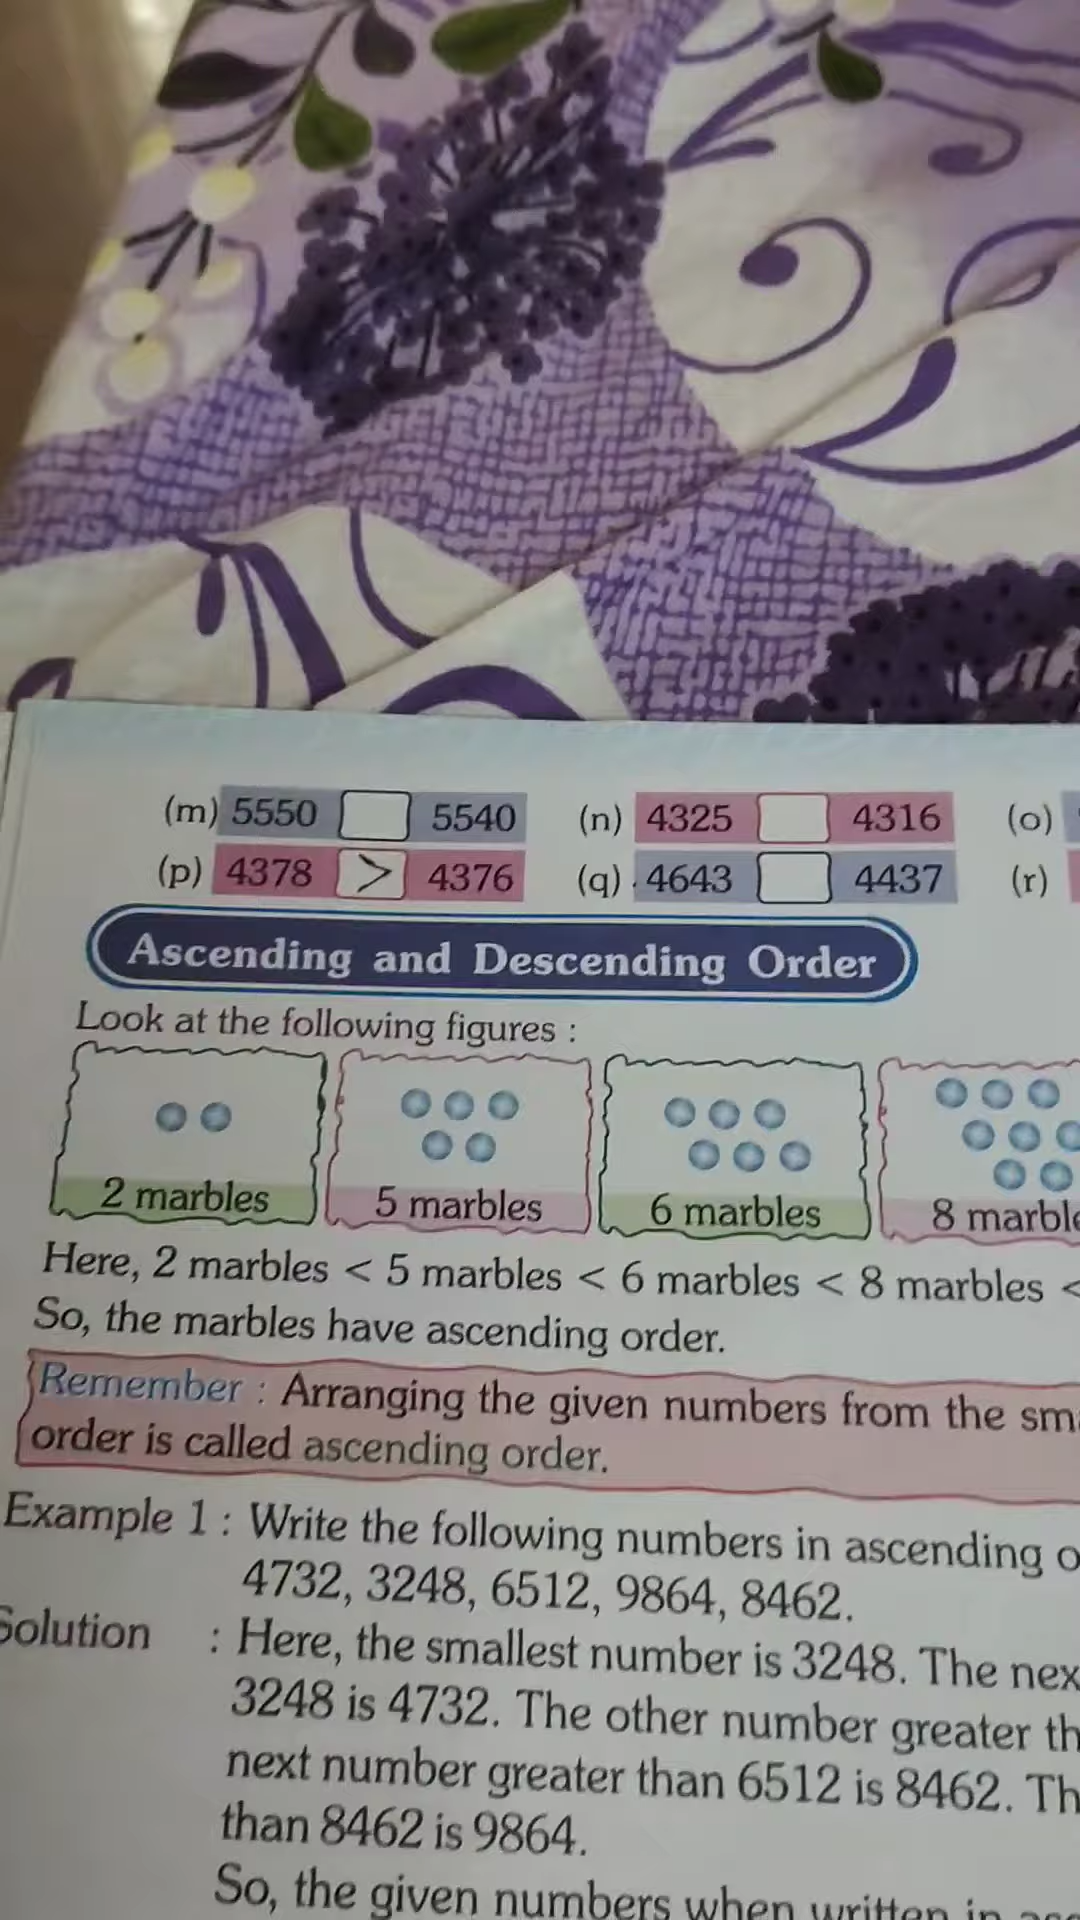 (m) 5550 5540 (n) 4325 4316 (o)
(p) 4378 > 4376 (q) 4643 4437 (r)
Ascending and Descending Order
Look at the following figures :
2 marbles 5 marbles 6 marbles 8
Here, 2 marbles < 5 marbles < 6 marbles < 8 marbles <
So, the marbles have ascending order.
Remember : Arranging the given numbers from the
order is called ascending order.
Example 1 : Write the following numbers in ascending
4732, 3248, 6512, 9864, 8462.
Solution : Here, the smallest number is 3248. The
3248 is 4732. The other number greater
next number greater than 6512 is 8462.
than 8462 is 9864.
So, the given numbers when written in